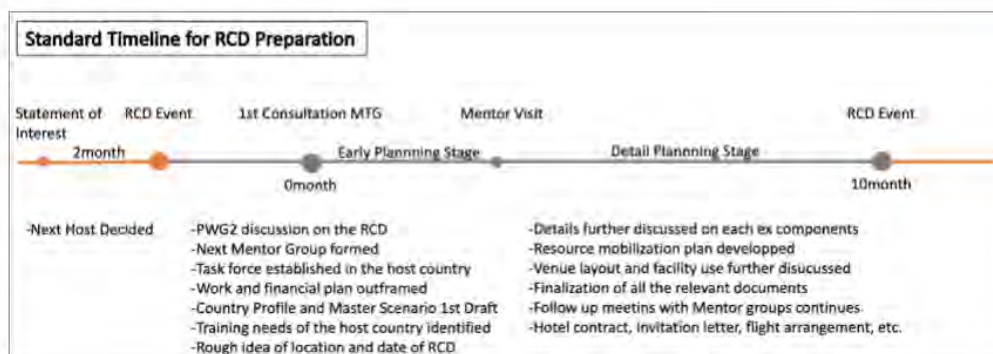 Standard Timeline for RCD Preparation
Statement of Interest
RCD Event
1st Consultation MTG
Mentor Visit
RCD Event
2month
Early Plannning Stage
Detail Plannning Stage
0month
10month
-Next Host Decided
-PWG2 discussion on the RCD
-Next Mentor Group formed
-Task force established in the host country
-Work and financial plan outframed
-Country Profile and Master Scenario 1st Draft
-Training needs of the host country identified
-Rough idea of location and date of RCD
-Details further discussed on each ex components
-Resource mobilization plan developped
-Venue layout and facility use further disucussed
-Finalization of all the relevant documents
-Follow up meetins with Mentor groups continues
-Hotel contract, invitation letter, flight arrangement, etc.